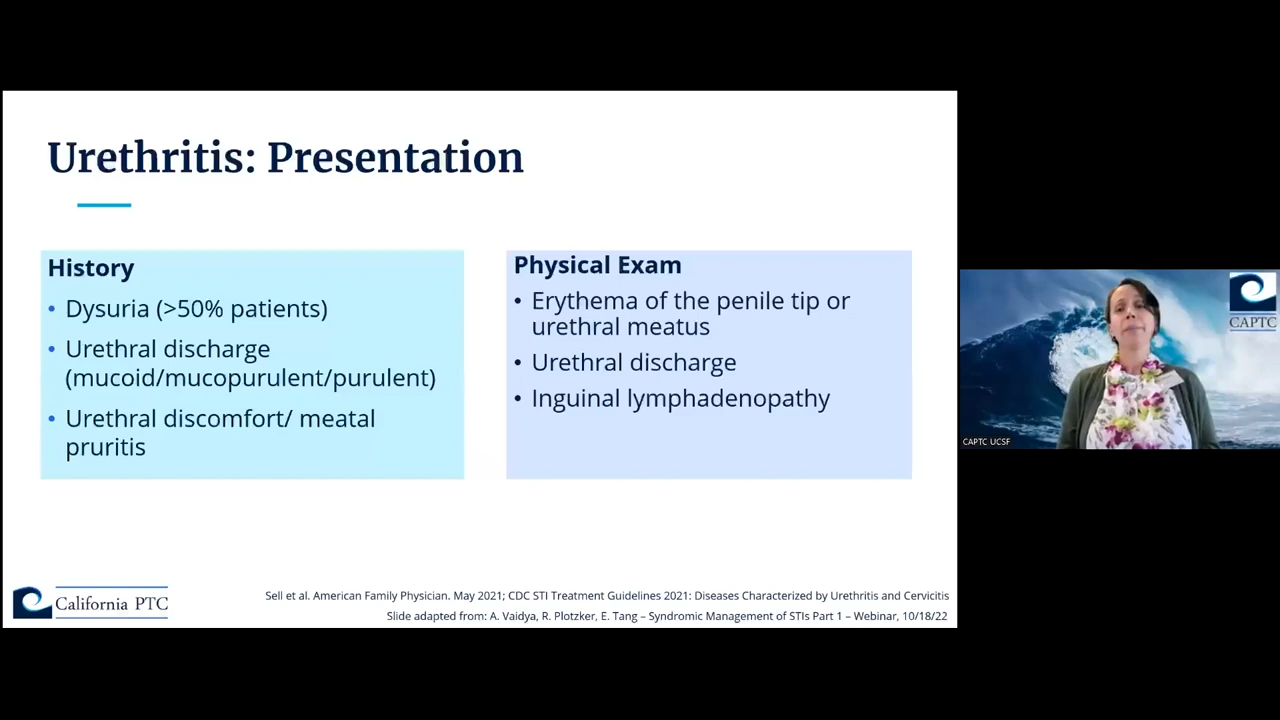 Urethritis: Presentation
History
• Dysuria (>50% patients)
• Urethral discharge
(mucoid/mucopurulent/purulent)
• Urethral discomfort/ meatal
pruritis
Physical Exam
• Erythema of the penile tip or
urethral meatus
• Urethral discharge
• Inguinal lymphadenopathy
California PTC
Sell et al. American Family Physician. May 2021; CDC STI Treatment Guidelines 2021: Diseases Characterized by Urethritis and Cervicitis
Slide adapted from: A. Vaidya, R. Plotzker, E. Tang – Syndromic Management of STIs Part 1 – Webinar, 10/18/22
CAPTC
CAPTC UCSF